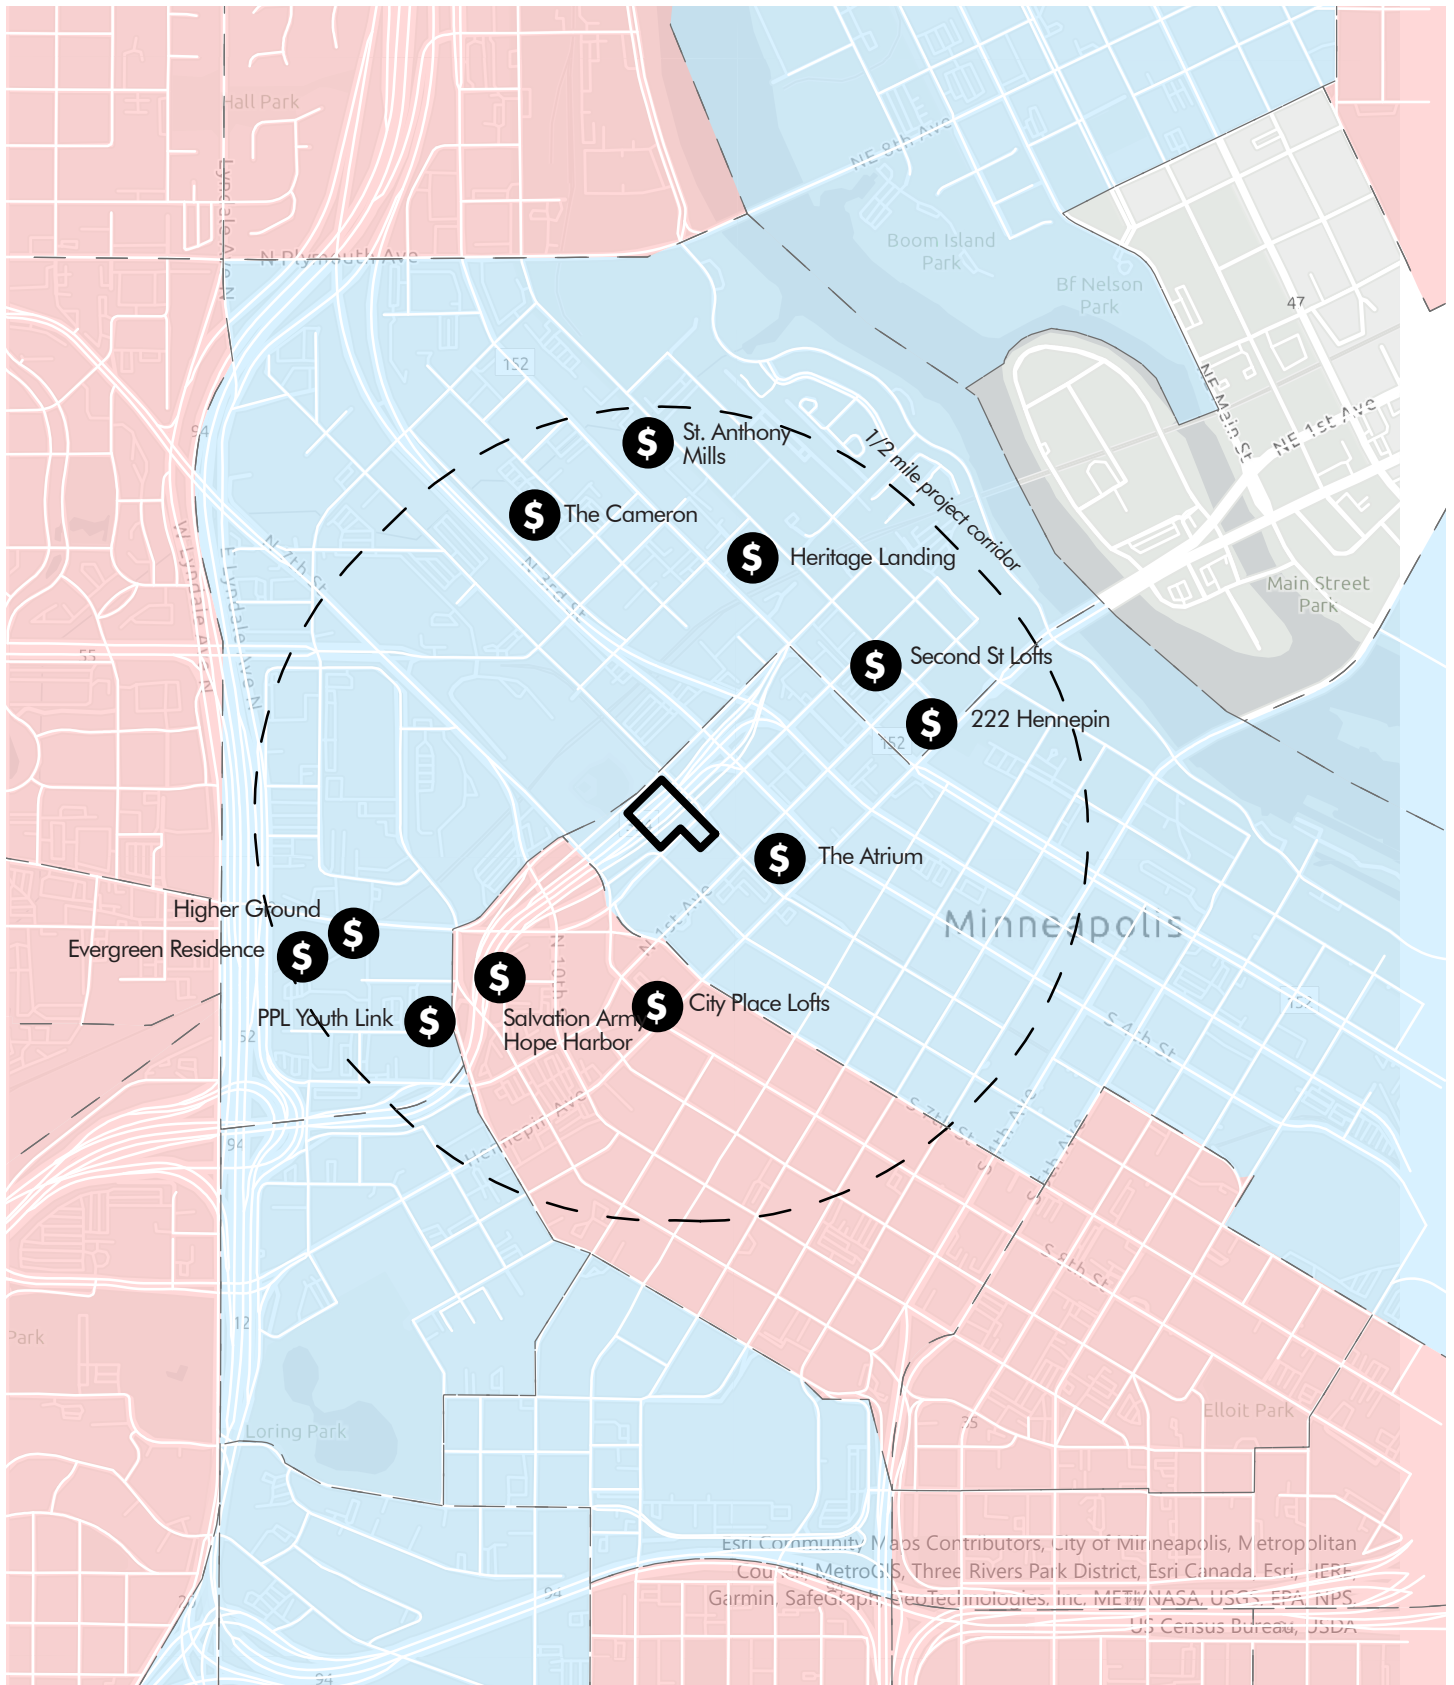 Hall Park
NE 8th Ave
Lyndale Ave N
N Plymouth Ave
Boom Island
Park
Bf Nelson
Park
47
152
94
NE Main St
NE 1st Ave
St. Anthony
Mills
1/2 mile project corridor
The Cameron
Heritage Landing
W Lyndale Ave N
E Lyndale Ave N
N 7th St
N 3rd St
Main Street
Park
55
Second St Lofts
222 Hennepin
152
The Atrium
N 1st Ave
Minneapolis
Higher Ground
Evergreen Residence
N 10th
PPL Youth Link
Salvation Army
Hope Harbor
City Place Lofts
152
52
S 4th St
Hennepin Ave
S 7th St
94
S 8th St
12
Park
Loring Park
Elloit Park
35
Esri Community Maps Contributors, City of Minneapolis, Metropolitan
Council, MetroGIS, Three Rivers Park District, Esri Canada, Esri, HERE,
Garmin, SafeGraph, GeoTechnologies, Inc, METI/NASA, USGS, EPA, NPS,
US Census Bureau, USDA
94
20
94